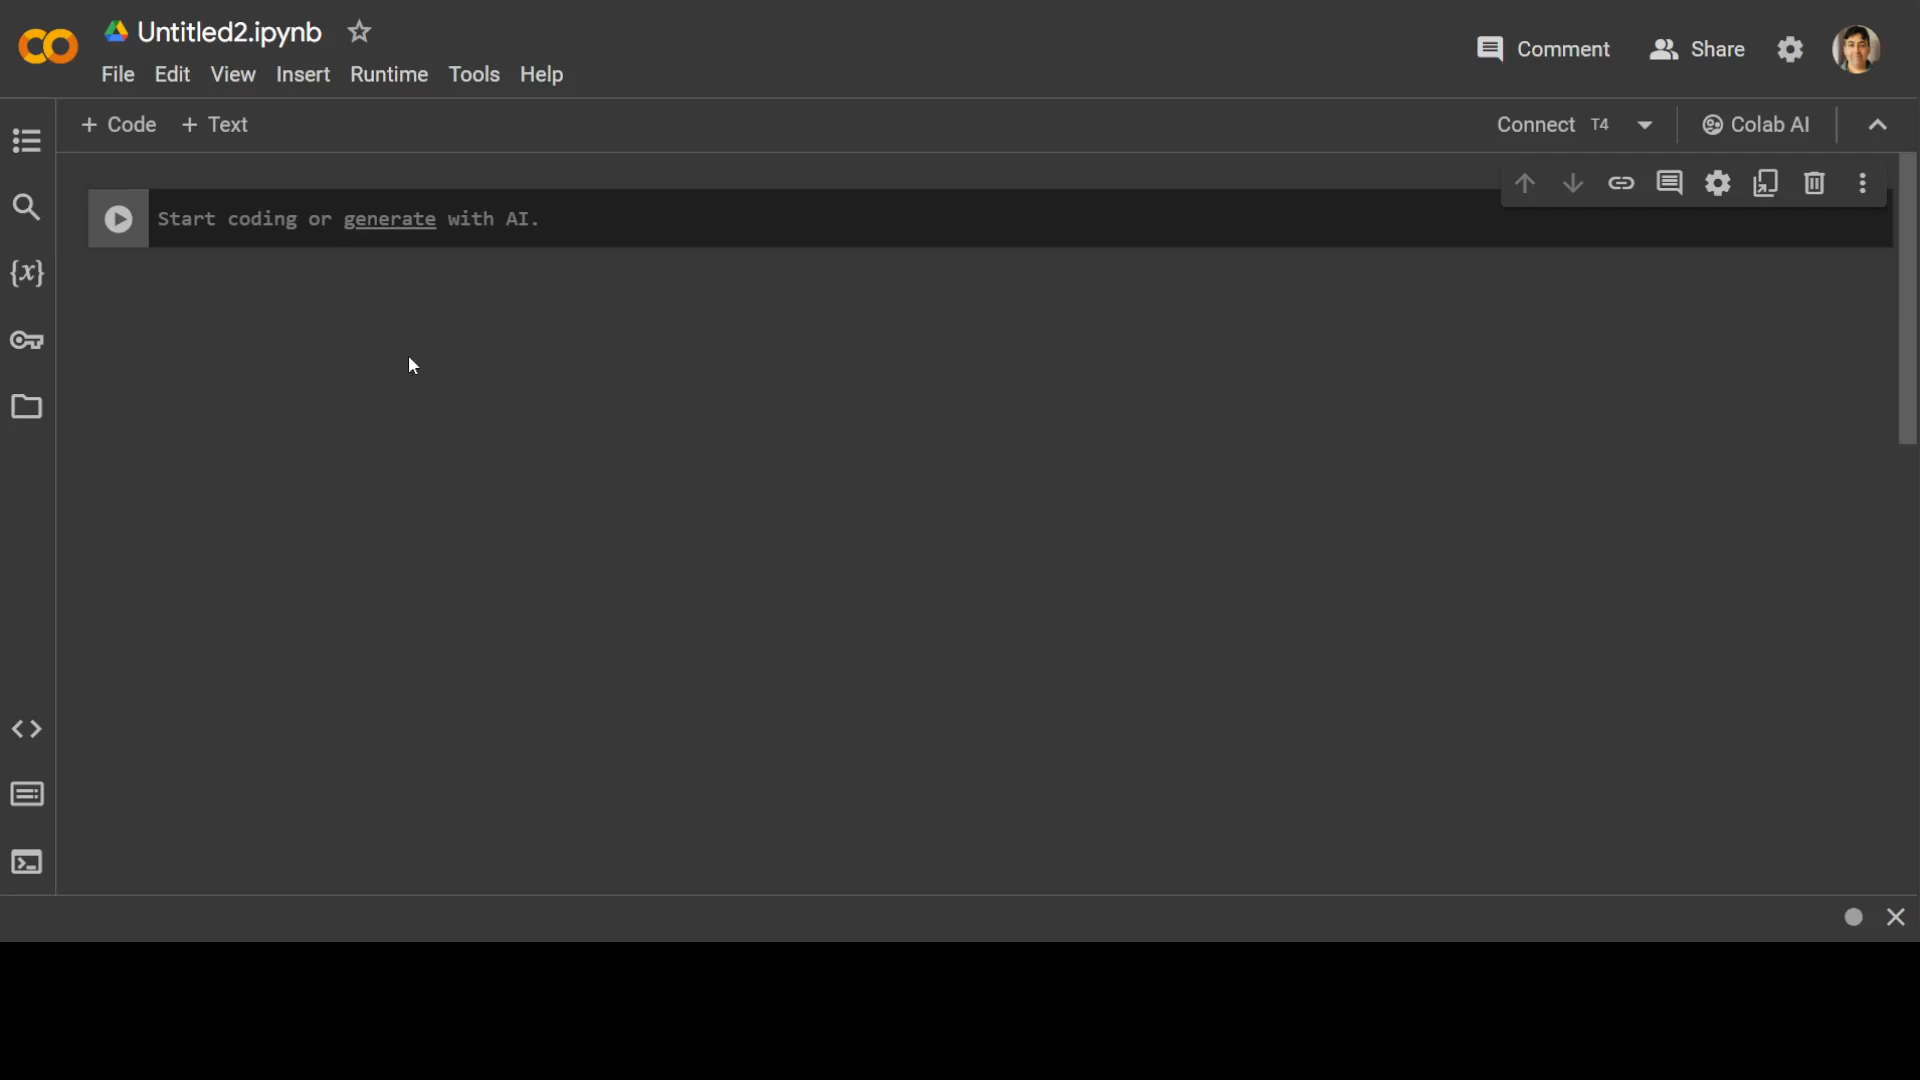 Untitled2.ipynb
Comment
Share
File Edit View Insert Runtime Tools Help
+ Code + Text
Connect T4
Colab AI
{x}
Start coding or generate with AI.